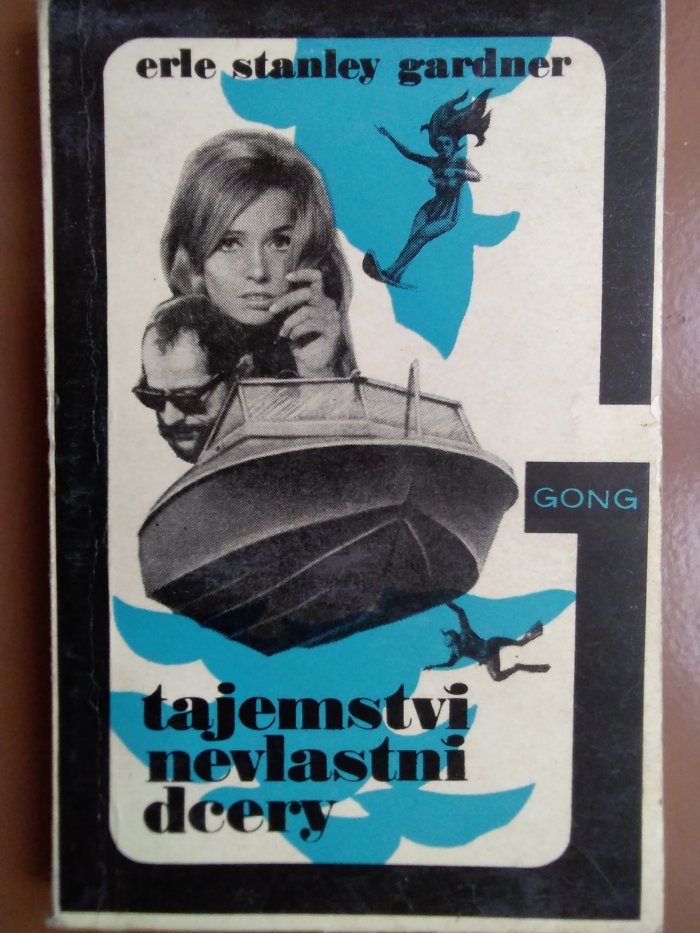 erle stanley gardner
GONG
tajemství
nevlastní
dcery